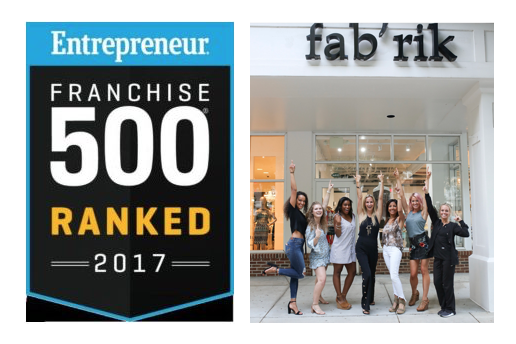 Entrepreneur
FRANCHISE
500®
RANKED
2017
fab'rik